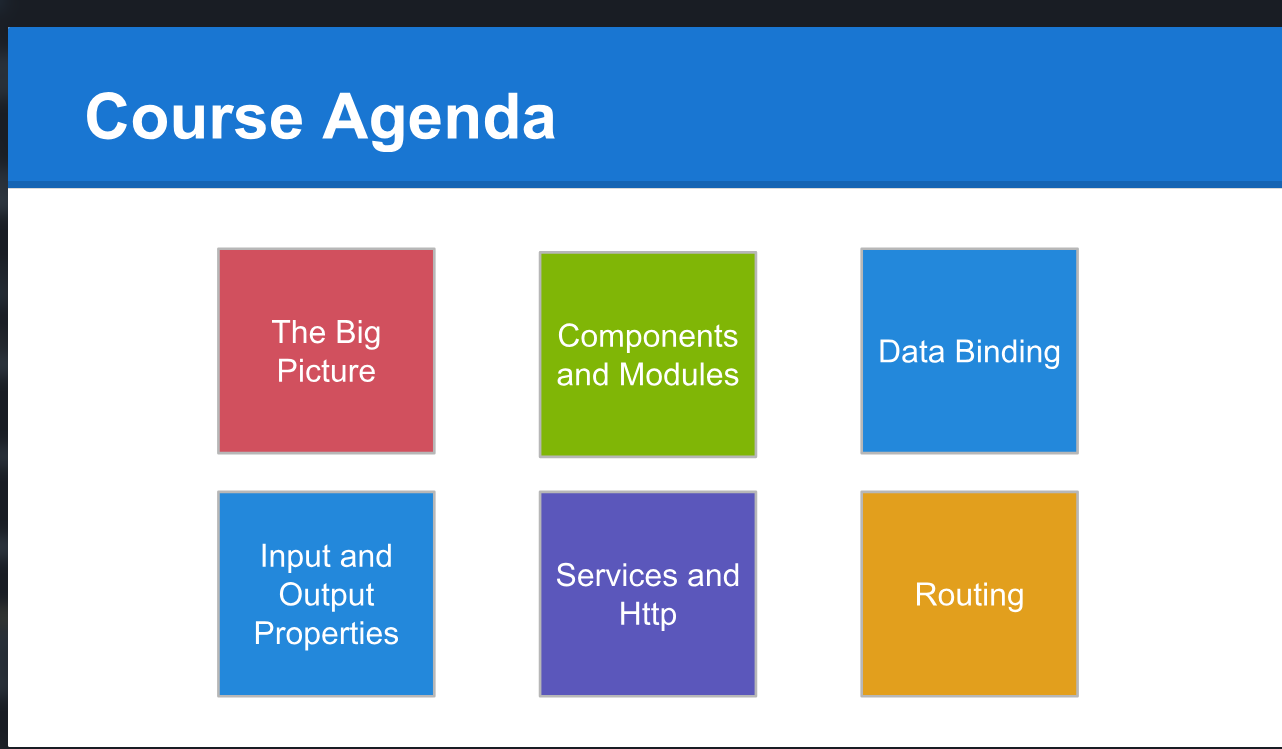 Course Agenda
The Big
Picture
Components
and Modules
Data Binding
Input and
Output
Properties
Services and
Http
Routing